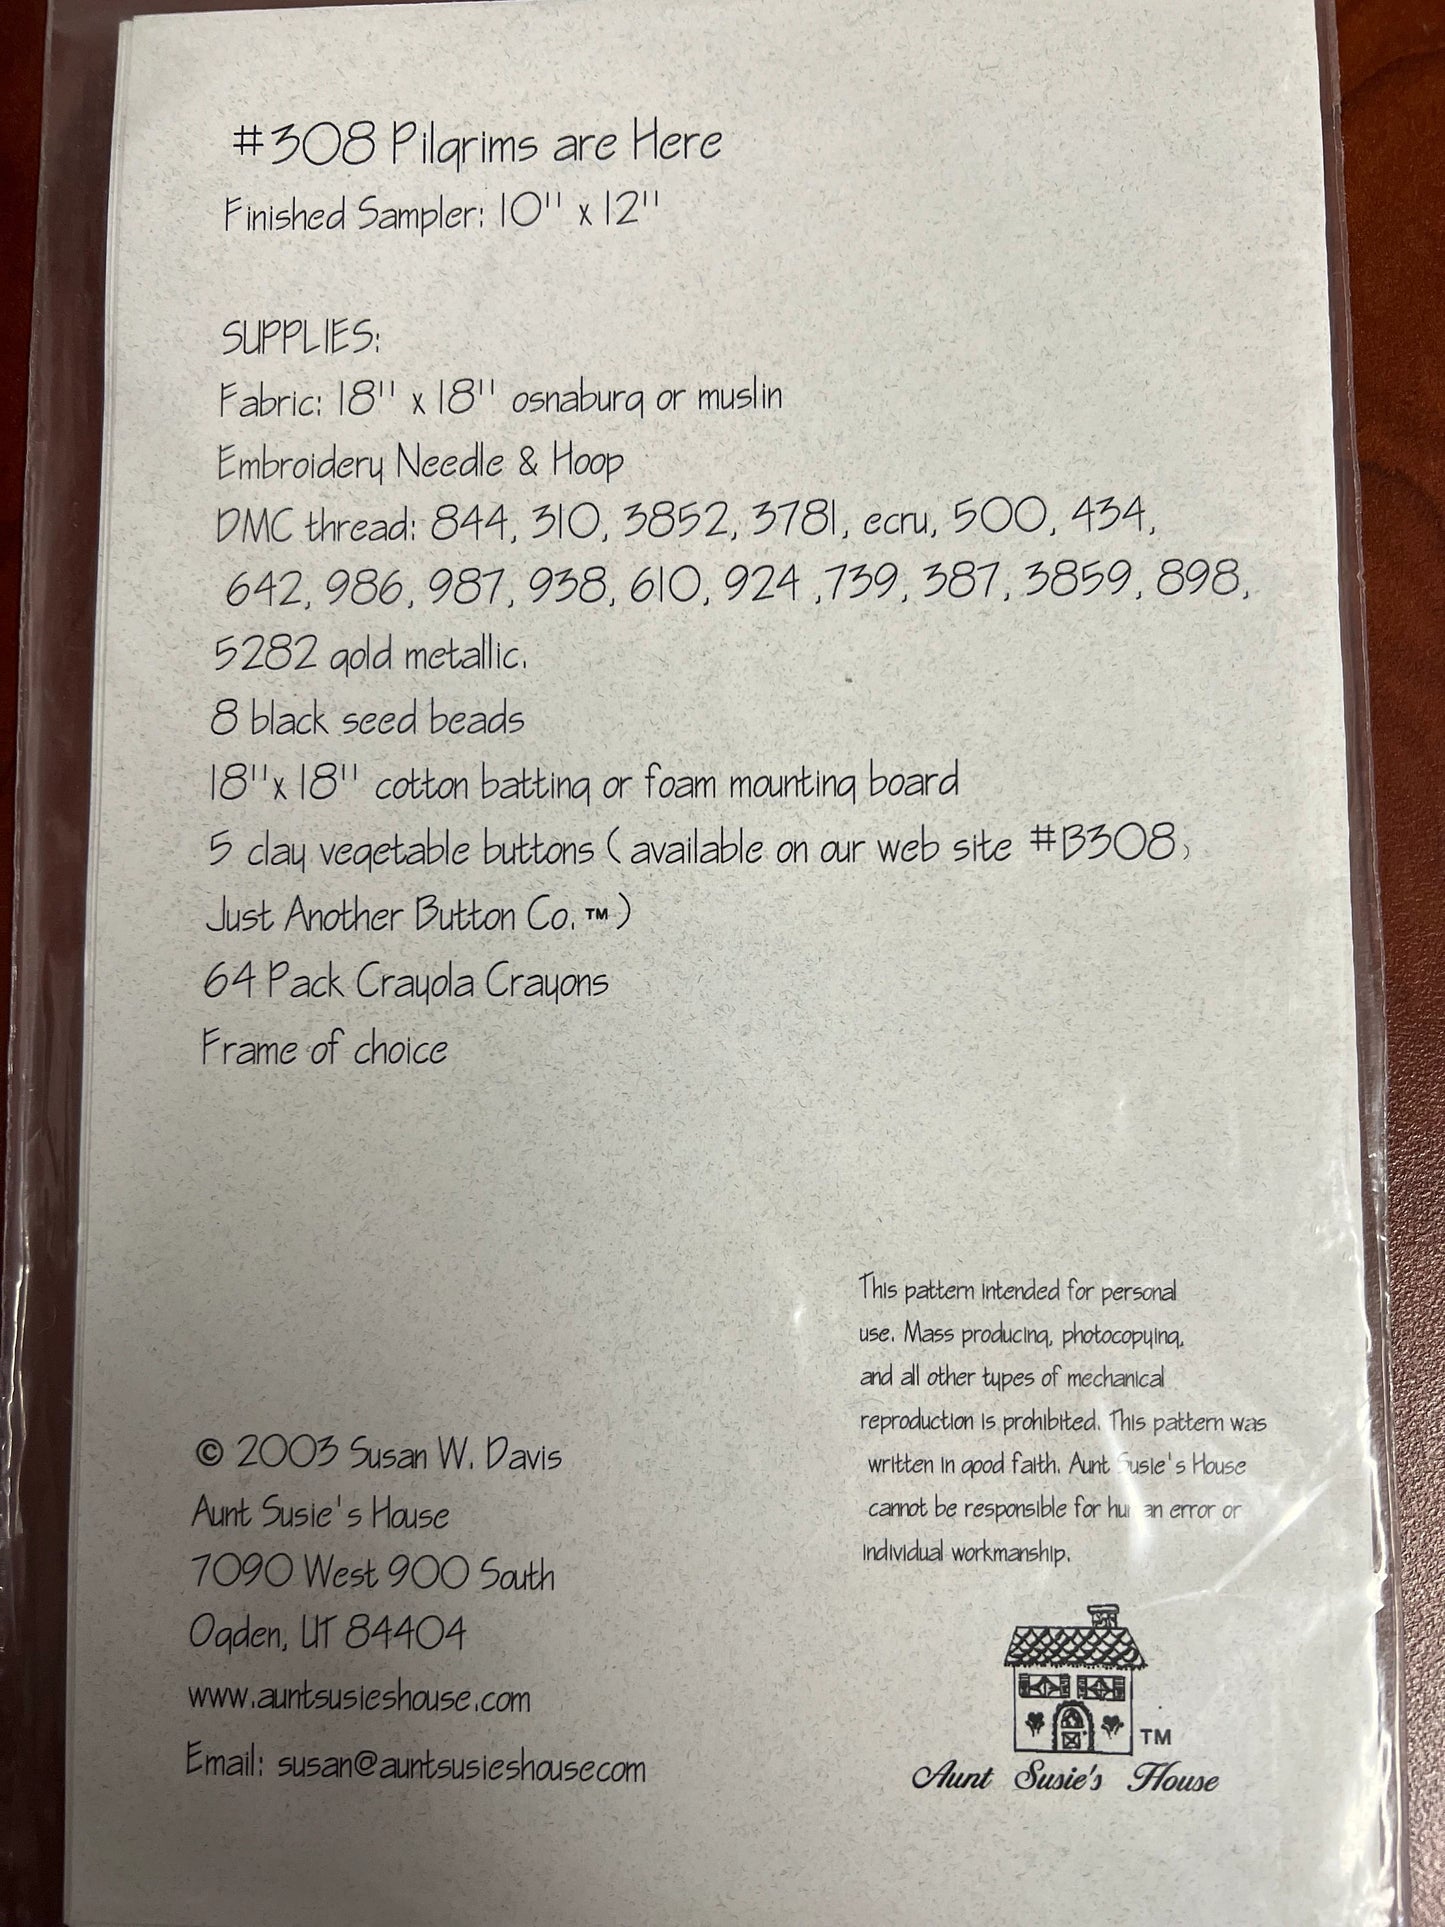 #308 Pilgrims are Here
Finished Sampler: 10" x 12"
SUPPLIES:
Fabric: 18" x 18" osnaburg or muslin
Embroidery Needle & Hoop
DMC thread: 844, 310, 3852, 3781, ecru, 500, 434,
642, 986, 987, 938, 610, 924 ,739, 387, 3859, 898,
5282 gold metallic.
8 black seed beads
18"x 18" cotton batting or foam mounting board
5 clay vegetable buttons ( available on our web site #B308;
Just Another Button Co. ™ )
64 Pack Crayola Crayons
Frame of choice
This pattern intended for personal
use. Mass producing, photocopying,
and all other types of mechanical
reproduction is prohibited. This pattern was
written in good faith. Aunt Susie's House
cannot be responsible for human error or
individual workmanship.
© 2003 Susan W. Davis
Aunt Susie's House
7090 West 900 South
Ogden, UT 84404
www.auntsusieshouse.com
Email: susan@auntsusieshousecom
TM
Aunt Susie's House